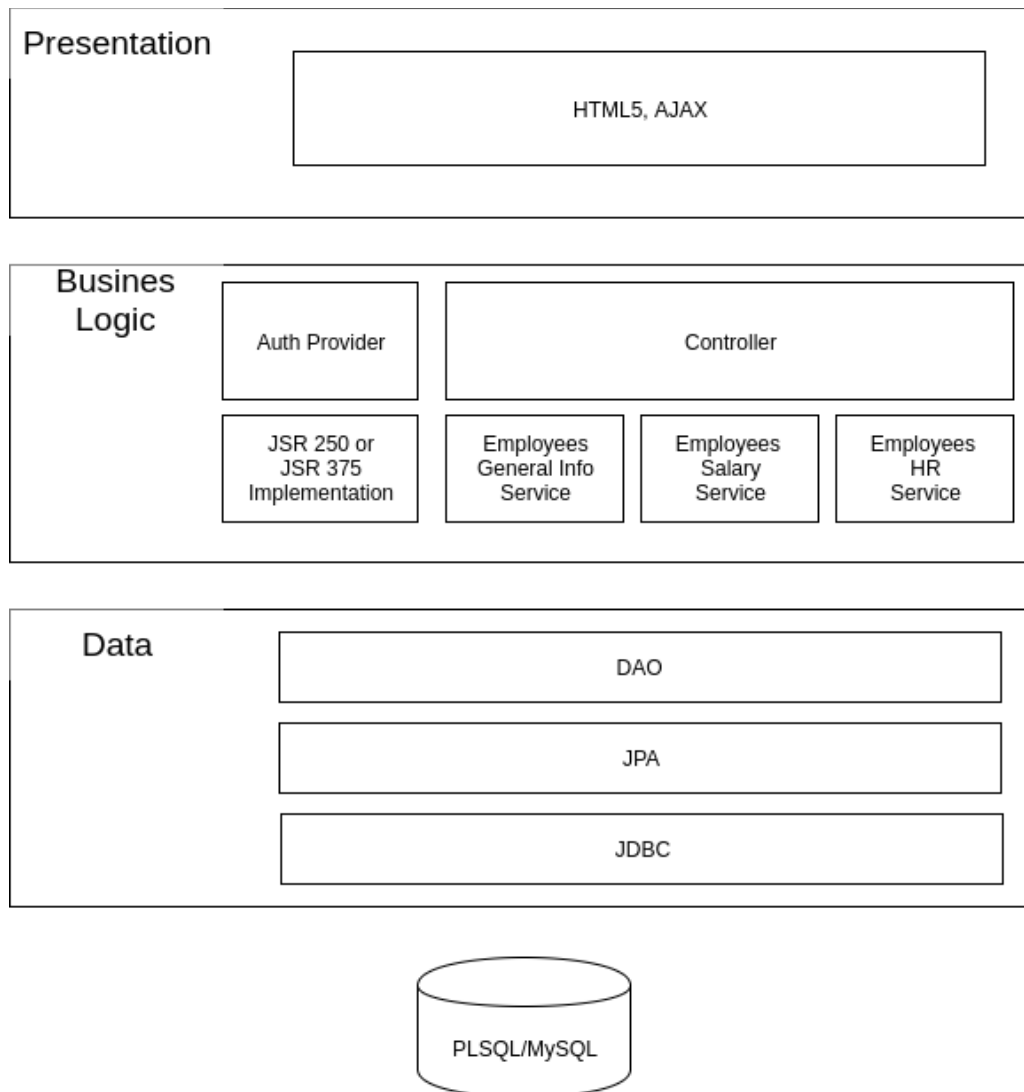 Presentation
HTML5, AJAX
Busines
Logic
Auth Provider
Controller
JSR 250 or
JSR 375
Implementation
Employees
General Info
Service
Employees
Salary
Service
Employees
HR
Service
Data
DAO
JPA
JDBC
PLSQL/MySQL